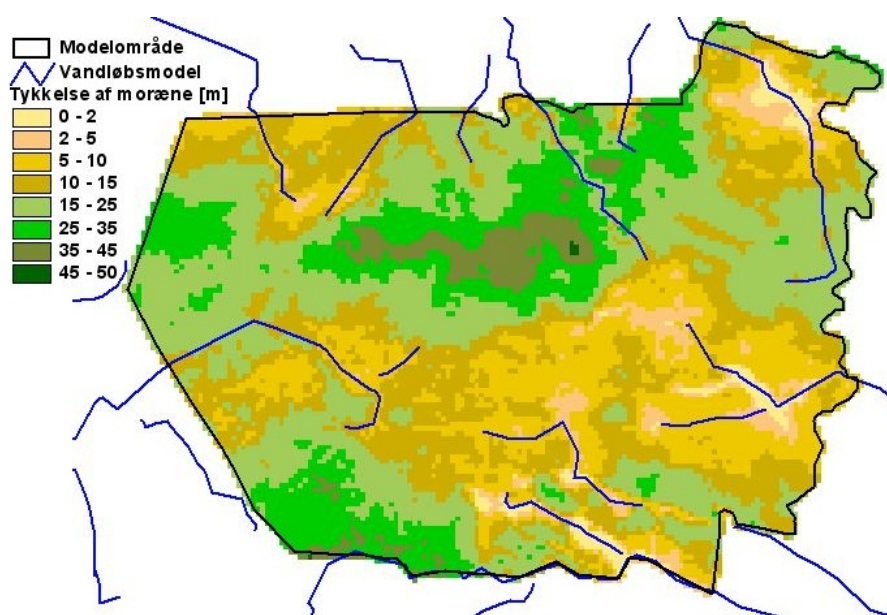 Modelområde
Vandløbsmodel
Tykkelse af moræne [m]
0 - 2
2 - 5
5 - 10
10 - 15
15 - 25
25 - 35
35 - 45
45 - 50